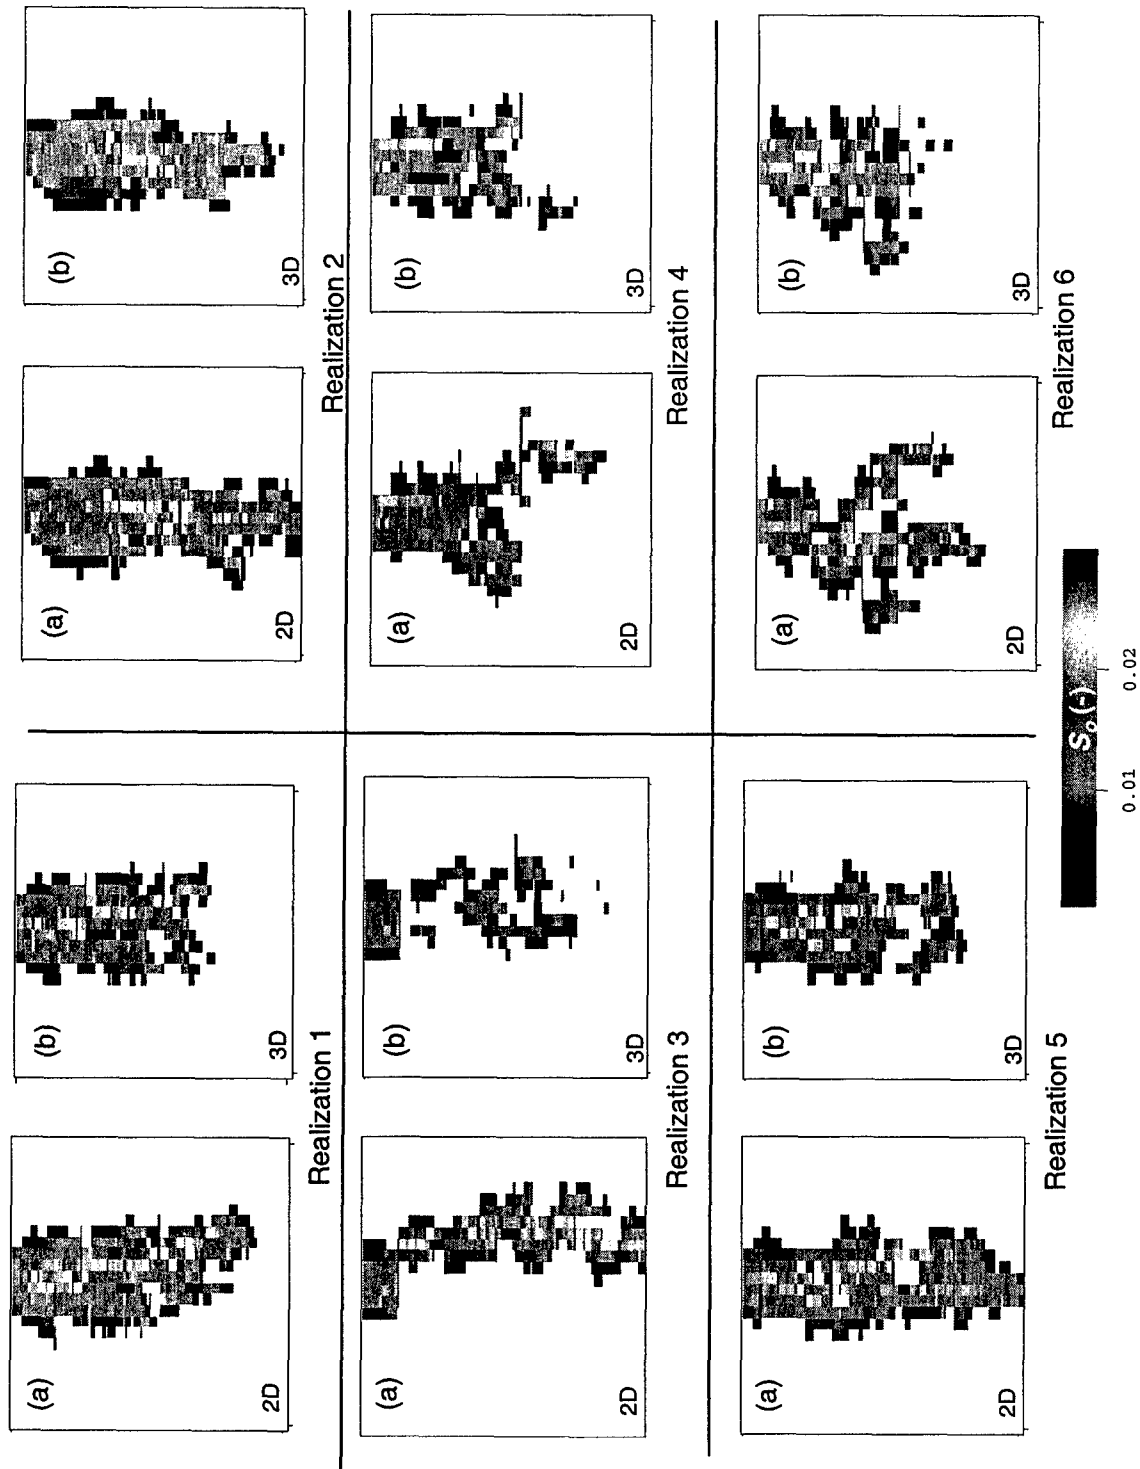 (a)
2D
(b)
3D
Realization 1
(a)
2D
(b)
3D
Realization 2
(a)
2D
(b)
3D
Realization 3
(a)
2D
(b)
3D
Realization 4
(a)
2D
(b)
3D
Realization 5
(a)
2D
(b)
3D
Realization 6
So (-)
0.01 0.02